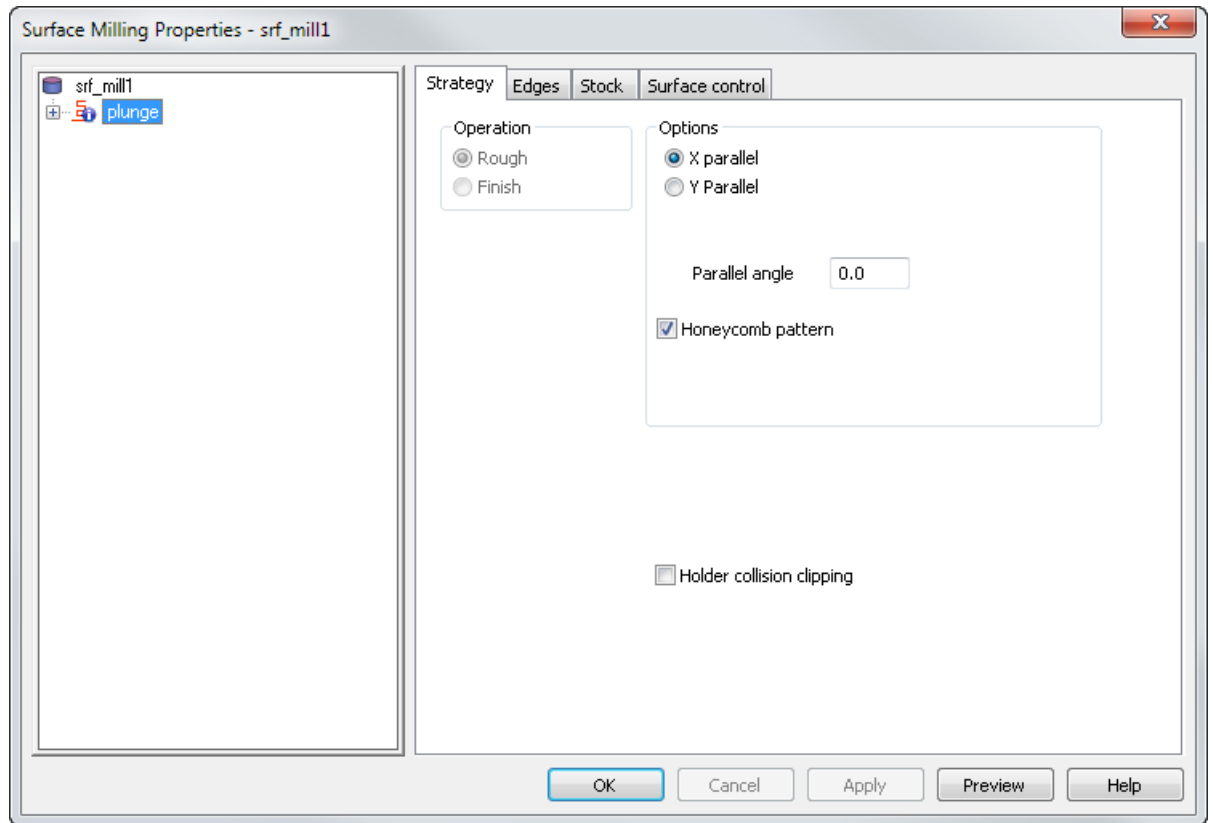 Surface Milling Properties - srf_mill1
srf_mill1
plunge
Strategy Edges Stock Surface control
Operation
Rough
Finish
Options
X parallel
Y Parallel
Parallel angle 0.0
Honeycomb pattern
Holder collision clipping
OK Cancel Apply Preview Help